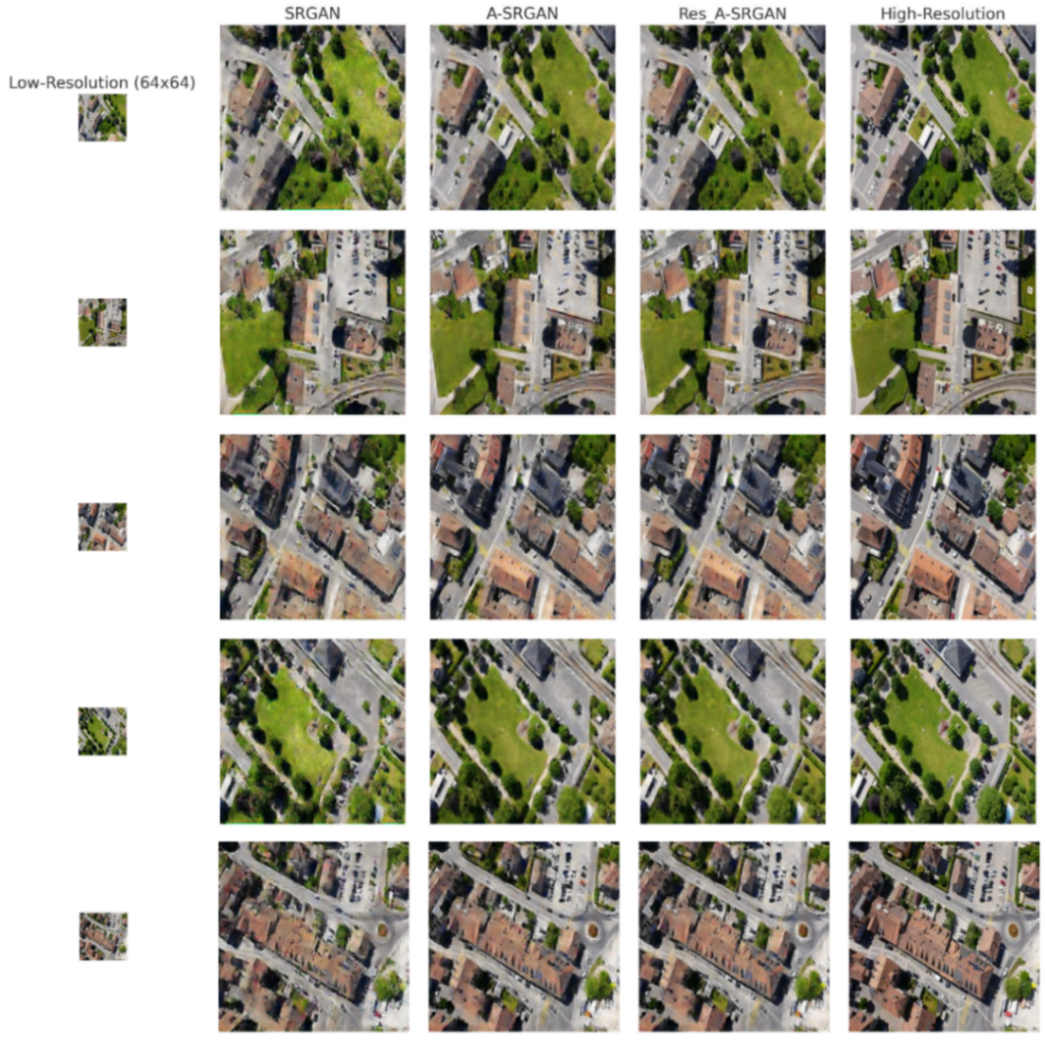 SRGAN
A-SRGAN
Res_A-SRGAN
High-Resolution
Low-Resolution (64x64)